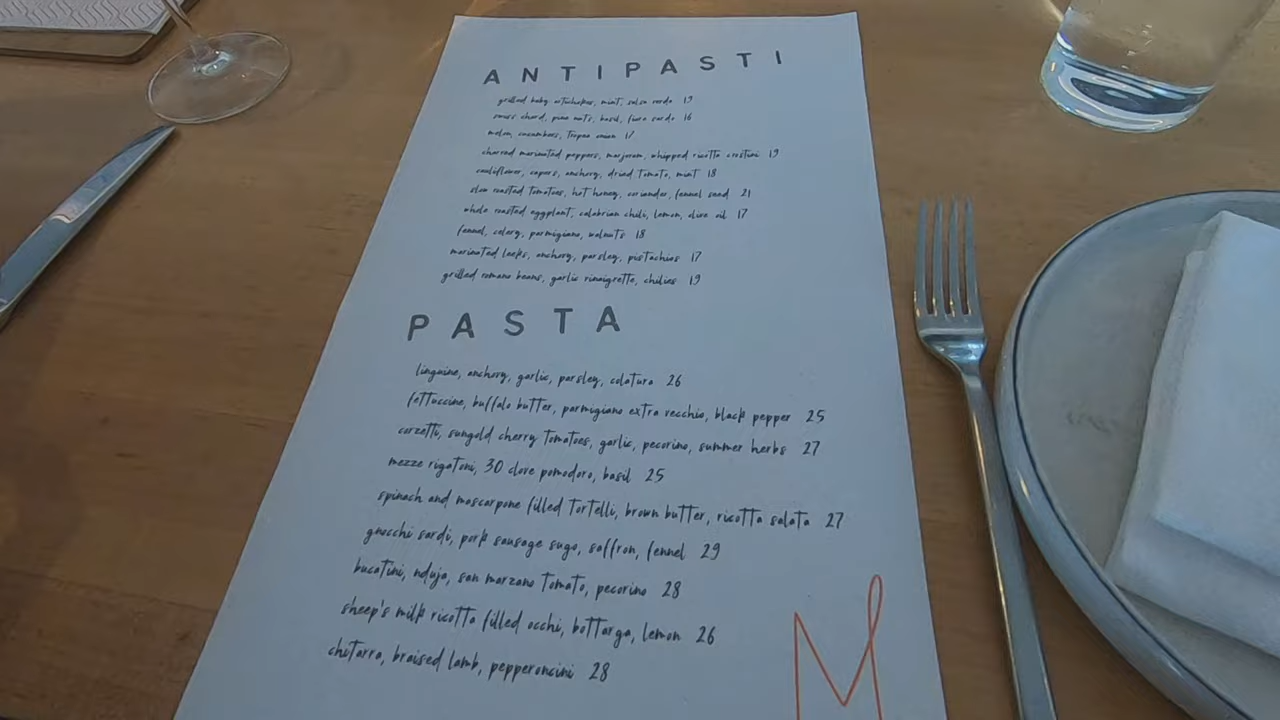 ANTIPASTI
grilled baby artichokes, mint, salsa verde 19
swiss chard, pine nuts, basil, fiore sardo 16
melon, cucumbers, tropea onion 17
charred marinated peppers, marjoram, whipped ricotta crostini 19
cauliflower, capers, anchovy, dried tomato, mint 18
slow roasted tomatoes, hot honey, coriander, fennel seed 21
whole roasted eggplant, calabrian chili, lemon, olive oil 17
fennel, celery, parmigiano, walnuts 18
marinated leeks, anchovy, parsley, pistachios 17
grilled romano beans, garlic vinaigrette, chilies 19
PASTA
linguine, anchovy, garlic, parsley, colatura 26
fettuccine, buffalo butter, parmigiano extra vecchio, black pepper 25
corzetti, sungold cherry tomatoes, garlic, pecorino, summer herbs 27
mezze rigatoni, 30 clove pomodoro, basil 25
spinach and mascarpone filled tortelli, brown butter, ricotta salata 27
gnocchi sardi, pork sausage sugo, saffron, fennel 29
bucatini, nduja, san marzano tomato, pecorino 28
sheep's milk ricotta filled occhi, bottarga, lemon 26
chitarra, braised lamb, pepperoncini 28
M